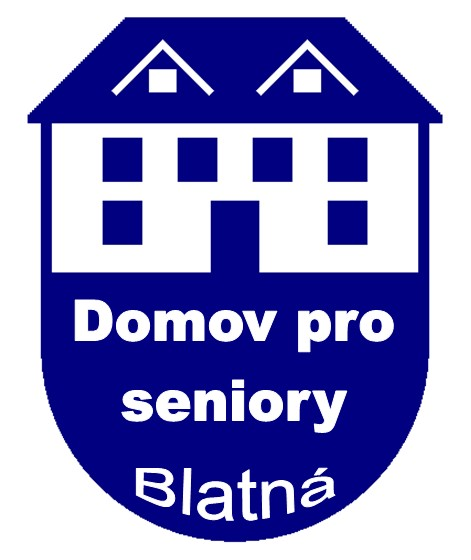 Domov pro
seniory
Blatná